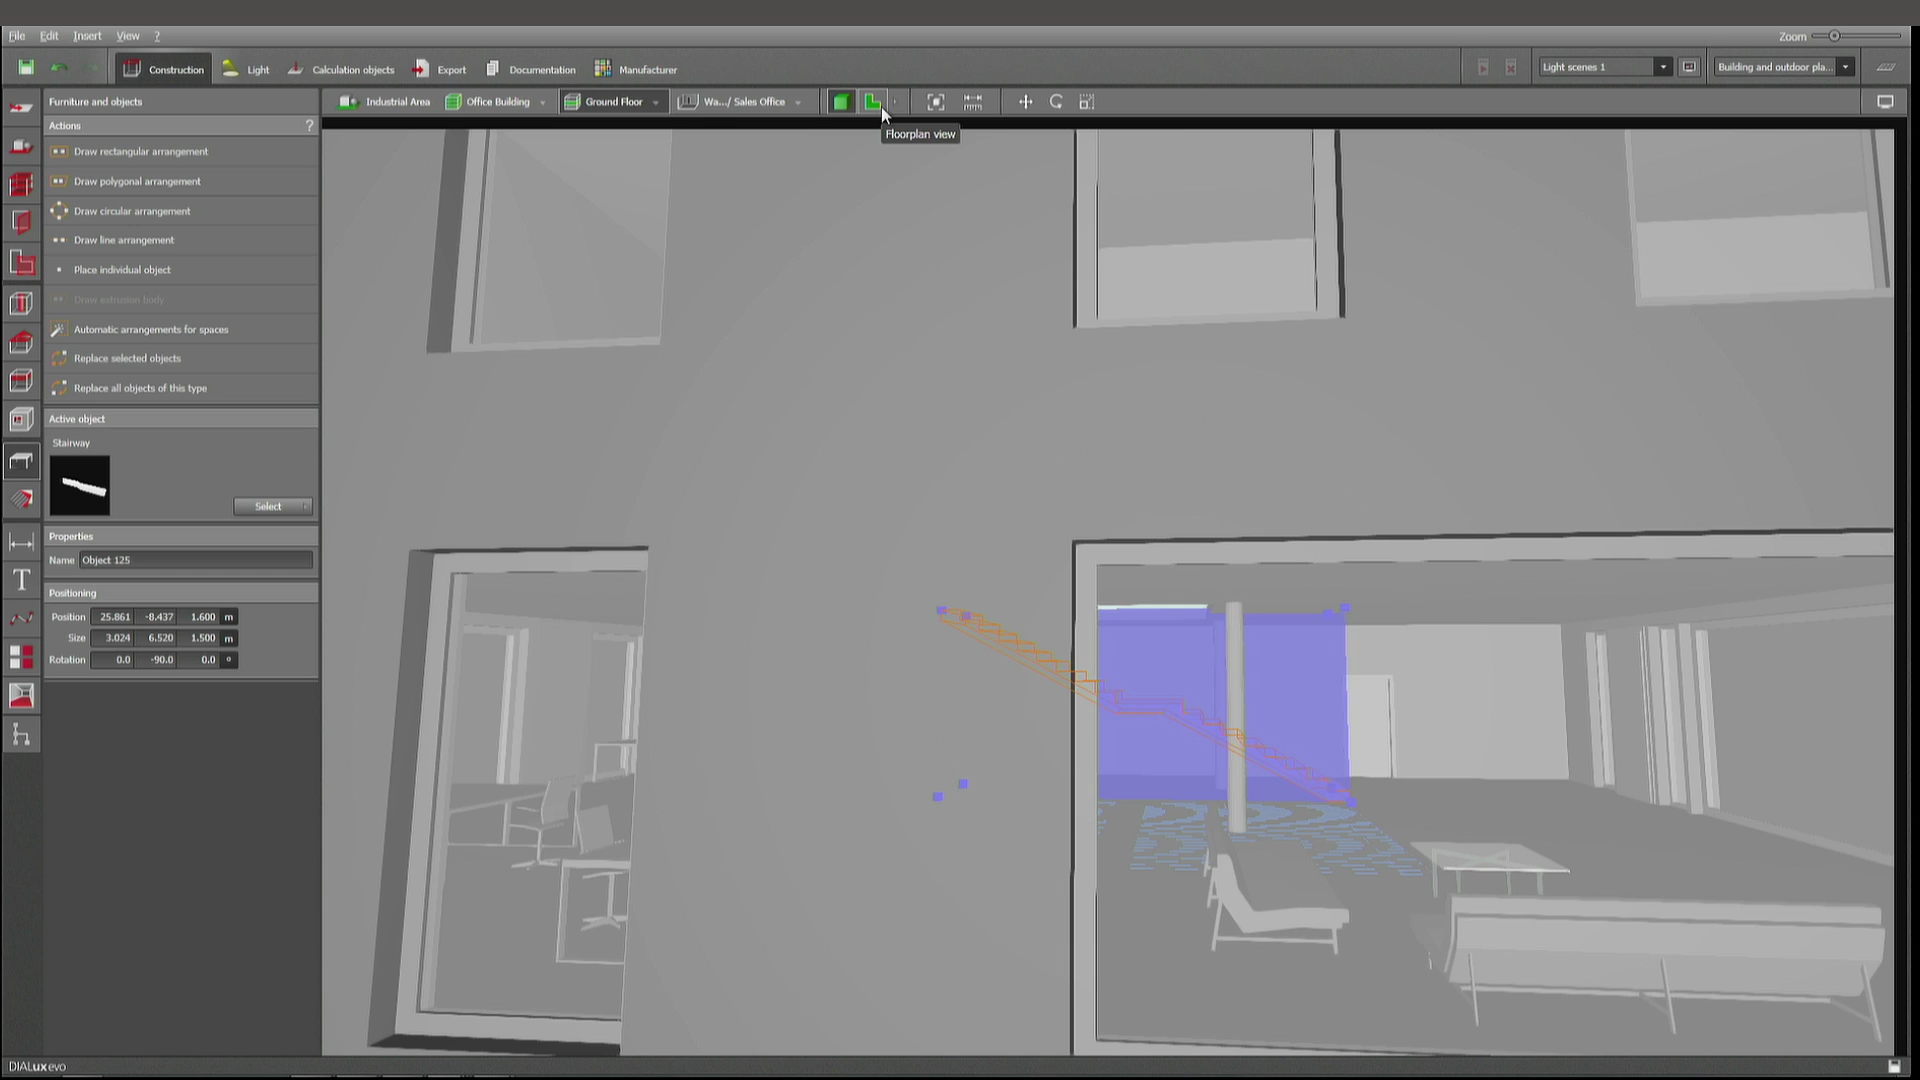 File Edit Insert View ?
Zoom
Construction Light Calculation objects Export Documentation Manufacturer
Light scenes 1
Building and outdoor pla...
Furniture and objects
Industrial Area Office Building Ground Floor Wa.../ Sales Office
Floorplan view
Actions ?
Draw rectangular arrangement
Draw polygonal arrangement
Draw circular arrangement
Draw line arrangement
Place individual object
Draw extrusion body
Automatic arrangements for spaces
Replace selected objects
Replace all objects of this type
Active object
Stairway
Select
Properties
Name Object 125
Positioning
Position 25.861 -8.437 1.600 m
Size 3.024 6.520 1.500 m
Rotation 0.0 -90.0 0.0 °
T
DIALux evo